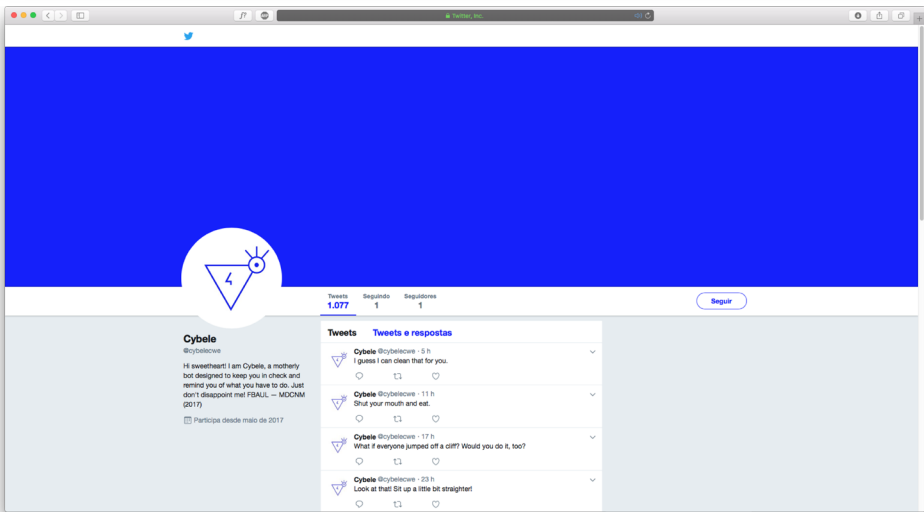 f?
Twitter, Inc.
4
Tweets Seguindo Seguidores
1.077 1 1
Seguir
Cybele
@cybelecwe
Hi sweetheart! I am Cybele, a motherly
bot designed to keep you in check and
remind you of what you have to do. Just
don't disappoint me! FBAUL — MDCNM
(2017)
Participa desde maio de 2017
Tweets Tweets e respostas
Cybele @cybelecwe · 5 h
I guess I can clean that for you.
Cybele @cybelecwe · 11 h
Shut your mouth and eat.
Cybele @cybelecwe · 17 h
What if everyone jumped off a cliff? Would you do it, too?
Cybele @cybelecwe · 23 h
Look at that! Sit up a little bit straighter!